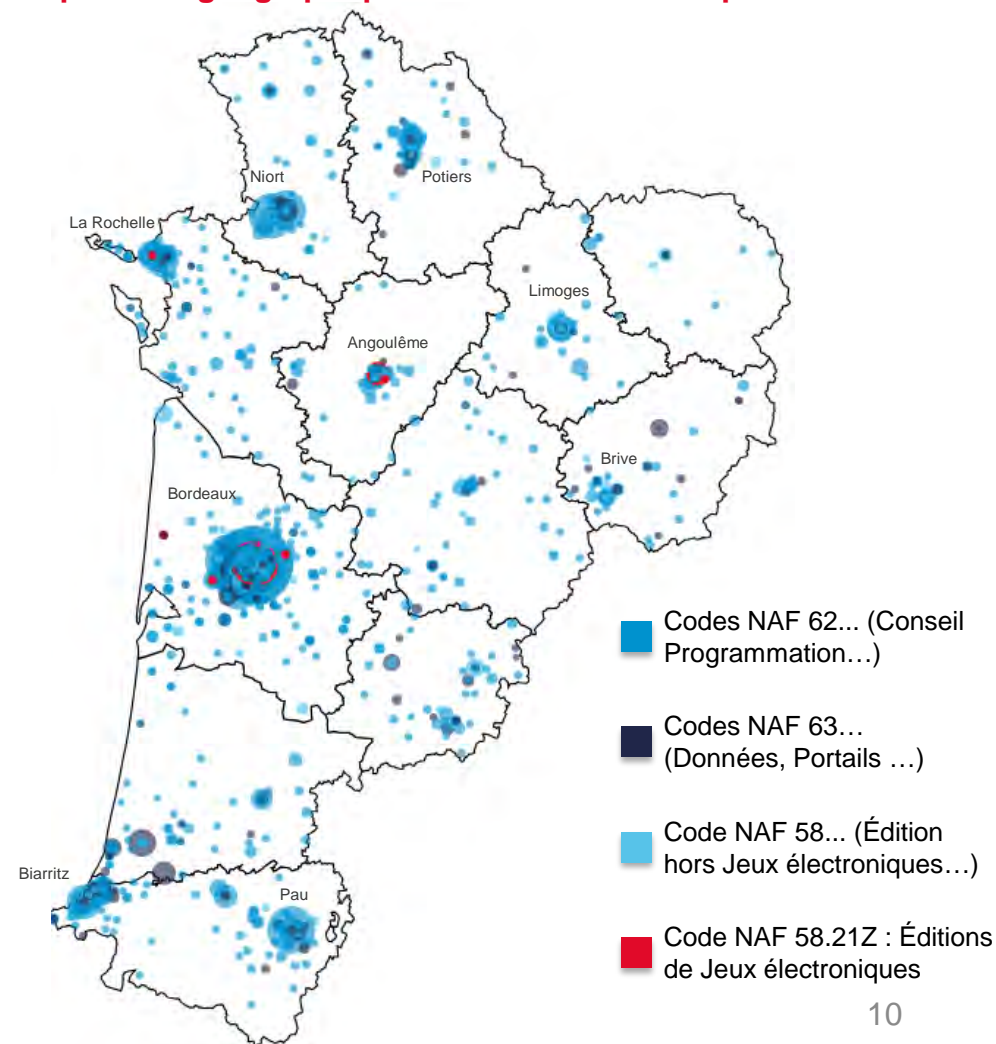 Niort
Potiers
La Rochelle
Limoges
Angoulême
Brive
Bordeaux
Biarritz
Pau
Codes NAF 62... (Conseil
Programmation…)
Codes NAF 63…
(Données, Portails …)
Code NAF 58... (Édition
hors Jeux électroniques…)
Code NAF 58.21Z : Éditions
de Jeux électroniques
10